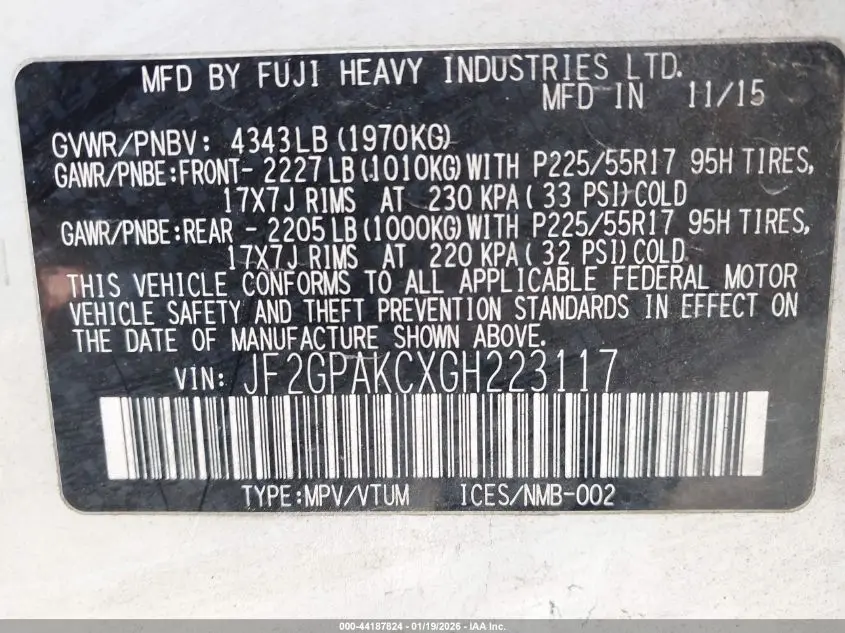 MFD BY FUJI HEAVY INDUSTRIES LTD.
MFD IN 11/15
GVWR/PNBV: 4343LB (1970KG)
GAWR/PNBE:FRONT- 2227 LB (1010KG) WITH P225/55R17 95H TIRES,
17X7J RIMS AT 230 KPA ( 33 PSI) COLD
GAWR/PNBE:REAR - 2205 LB (1000KG) WITH P225/55R17 95H TIRES,
17X7J RIMS AT 220 KPA ( 32 PSI) COLD.
THIS VEHICLE CONFORMS TO ALL APPLICABLE FEDERAL MOTOR
VEHICLE SAFETY AND THEFT PREVENTION STANDARDS IN EFFECT ON
THE DATE OF MANUFACTURE SHOWN ABOVE.
VIN: JF2GPAKCXGH223117
TYPE:MPV/VTUM ICES/NMB-002
000-44187824 - 01/19/2026 - IAA Inc.